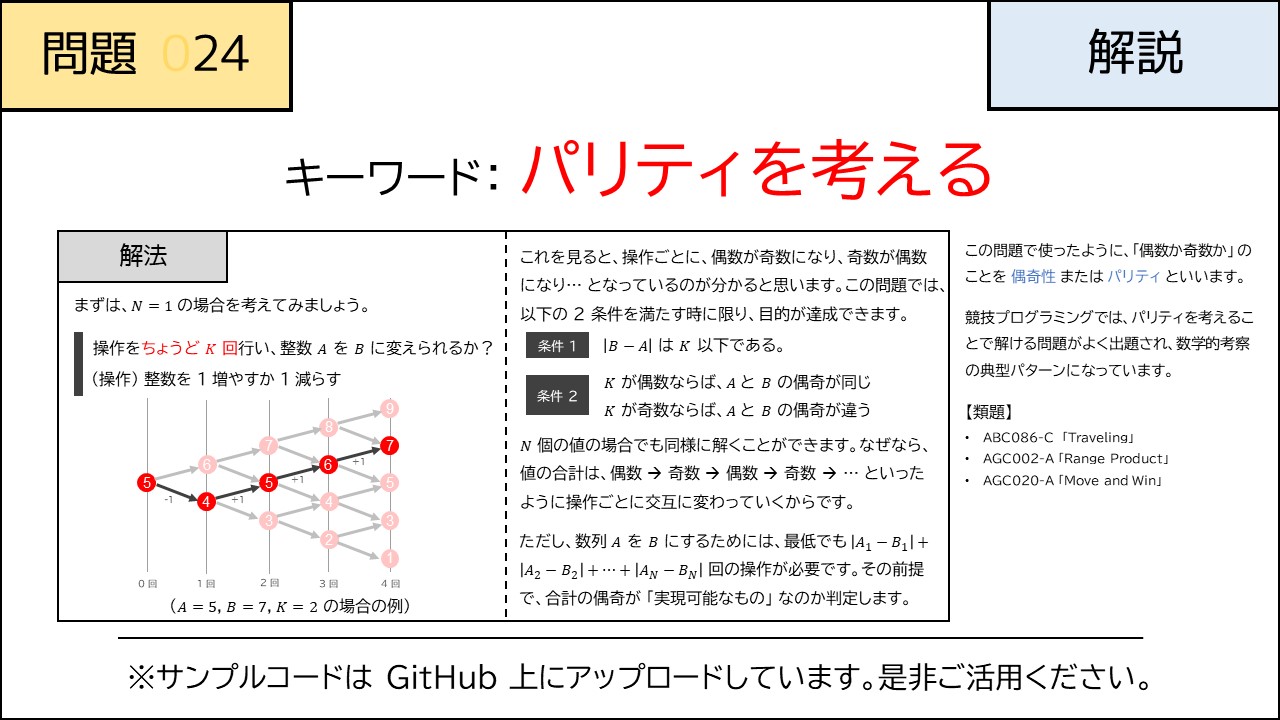 問題 024
解説
キーワード： パリティを考える
解法
まずは、N = 1 の場合を考えてみましょう。
操作をちょうど K 回行い、整数 A を B に変えられるか？
（操作） 整数を 1 増やすか 1 減らす
9
8
7
7
6
6
+1
5
5
+1
5
-1
4
+1
4
3
3
2
1
0 回
1 回
2 回
3 回
4 回
（A = 5, B = 7, K = 2 の場合の例）
これを見ると、操作ごとに、偶数が奇数になり、奇数が偶数
になり… となっているのが分かると思います。この問題では、
以下の 2 条件を満たす時に限り、目的が達成できます。
条件 1
|B − A| は K 以下である。
条件 2
K が偶数ならば、A と B の偶奇が同じ
K が奇数ならば、A と B の偶奇が違う
N 個の値の場合でも同様に解くことができます。なぜなら、
値の合計は、偶数 → 奇数 → 偶数 → 奇数 → … といった
ように操作ごとに交互に変わっていくからです。
ただし、数列 A を B にするためには、最低でも |A₁ − B₁| +
|A₂ − B₂| + ⋯ + |A_N − B_N| 回の操作が必要です。その前提
で、合計の偶奇が 「実現可能なもの」 なのか判定します。
この問題で使ったように、「偶数か奇数か」の
ことを 偶奇性 または パリティ といいます。
競技プログラミングでは、パリティを考えるこ
とで解ける問題がよく出題され、数学的考察
の典型パターンになっています。
【類題】
• ABC086-C 「Traveling」
• AGC002-A 「Range Product」
• AGC020-A 「Move and Win」
※サンプルコードは GitHub 上にアップロードしています。是非ご活用ください。